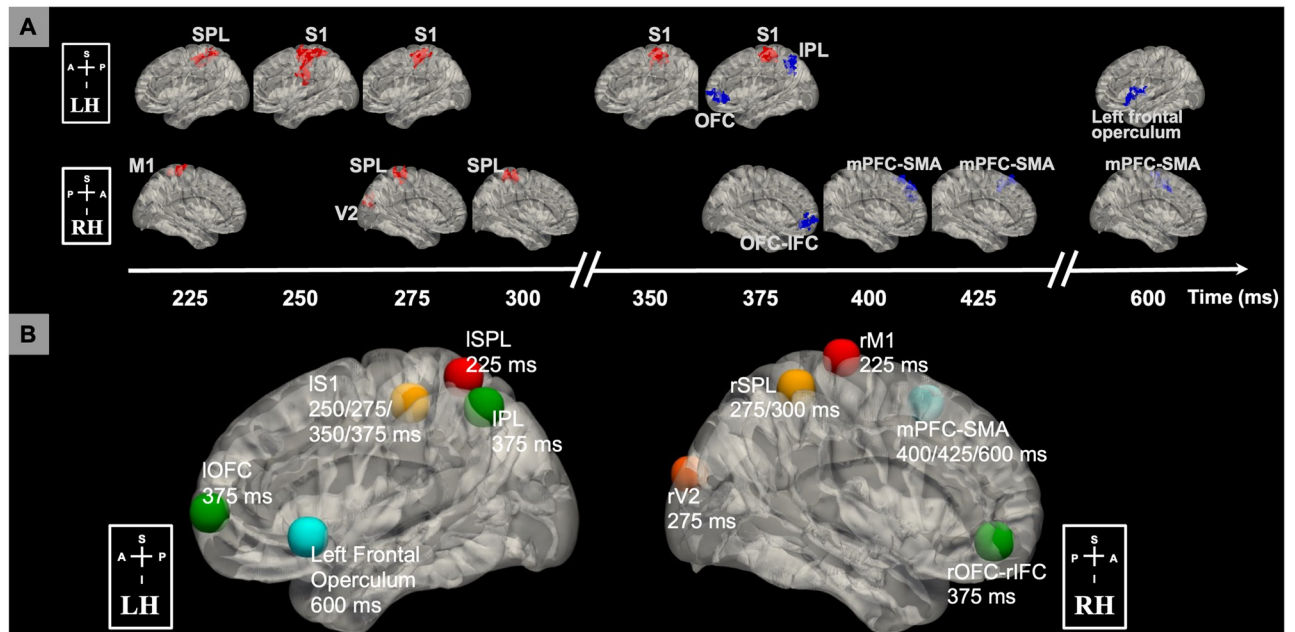 A
S
A P
I
LH
SPL
S1
S1
S1
S1
IPL
OFC
Left frontal
operculum
S
P A
I
RH
M1
SPL
V2
SPL
OFC-IFC
mPFC-SMA
mPFC-SMA
mPFC-SMA
225 250 275 300 350 375 400 425 600 Time (ms)
B
lSPL
225 ms
lS1
250/275/
350/375 ms
IPL
375 ms
lOFC
375 ms
Left Frontal
Operculum
600 ms
S
A P
I
LH
rM1
225 ms
rSPL
275/300 ms
mPFC-SMA
400/425/600 ms
rV2
275 ms
rOFC-rIFC
375 ms
S
P A
I
RH